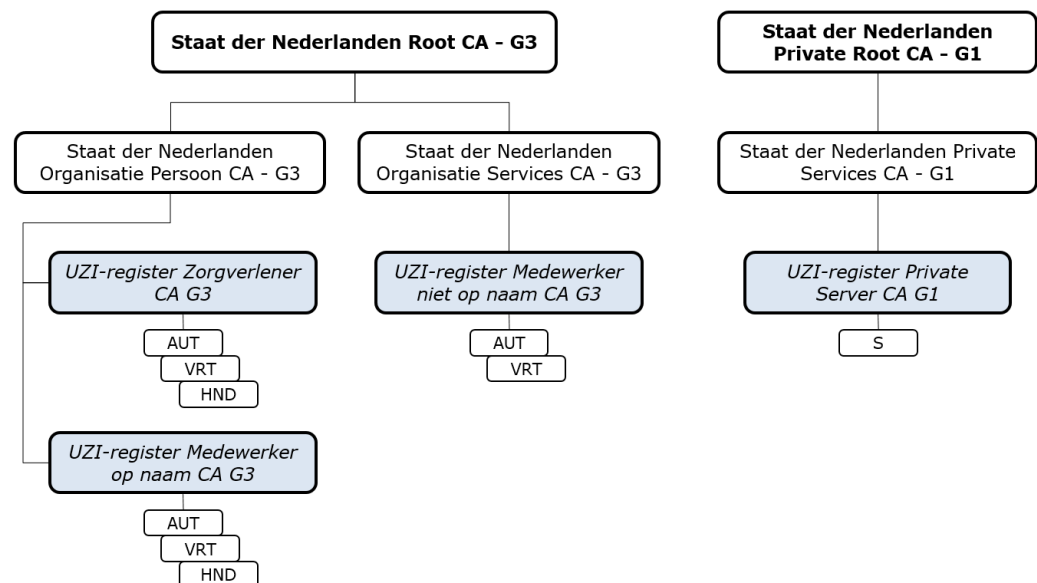 Staat der Nederlanden Root CA - G3
Staat der Nederlanden
Private Root CA - G1
Staat der Nederlanden
Organisatie Persoon CA - G3
Staat der Nederlanden
Organisatie Services CA - G3
Staat der Nederlanden Private
Services CA - G1
UZI-register Zorgverlener
CA G3
UZI-register Medewerker
niet op naam CA G3
UZI-register Private
Server CA G1
AUT
VRT
HND
AUT
VRT
S
UZI-register Medewerker
op naam CA G3
AUT
VRT
HND